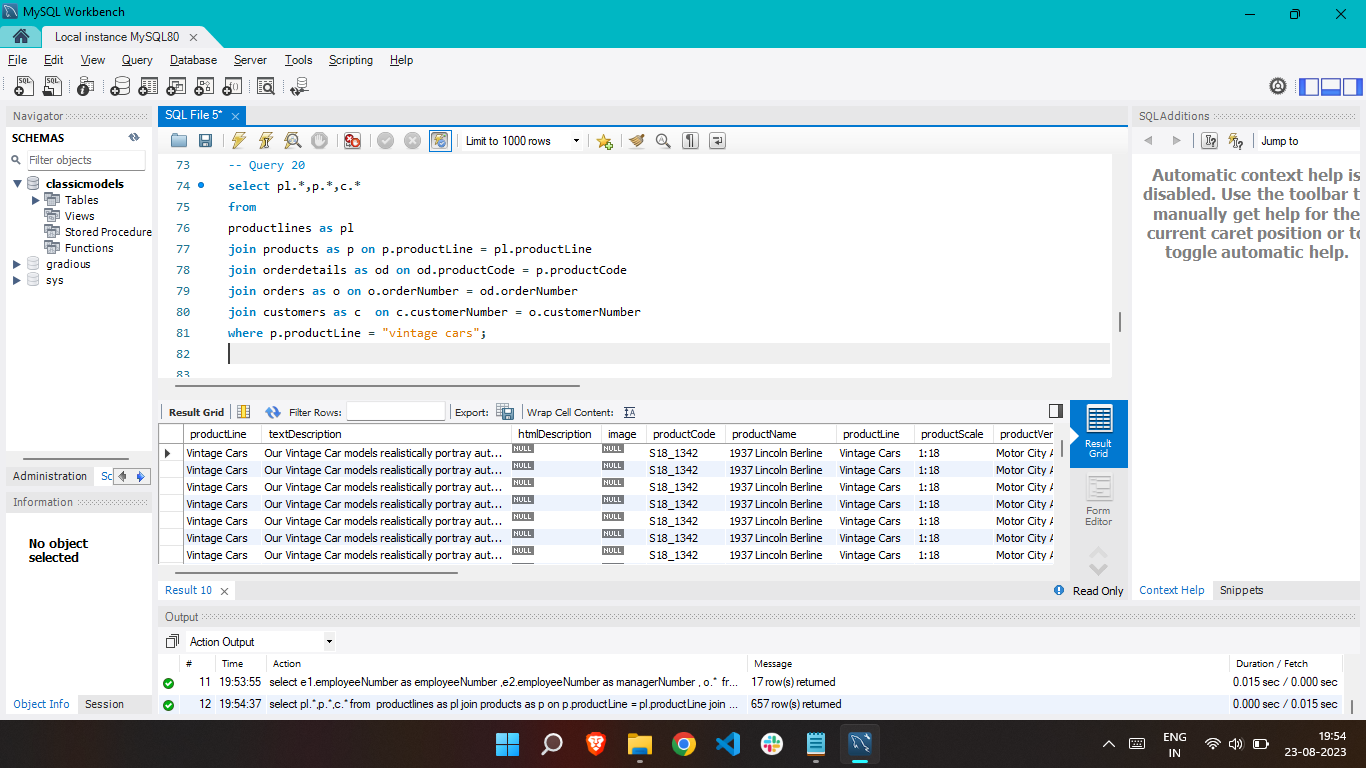 MySQL Workbench
Local instance MySQL80
File Edit View Query Database Server Tools Scripting Help
Navigator
SCHEMAS
Filter objects
classicmodels
Tables
Views
Stored Procedure
Functions
gradious
sys
Administration Sc
Information
No object
selected
Object Info Session
SQL File 5*
Limit to 1000 rows
73 -- Query 20
74 select pl.*,p.*,c.*
75 from
76 productlines as pl
77 join products as p on p.productLine = pl.productLine
78 join orderdetails as od on od.productCode = p.productCode
79 join orders as o on o.orderNumber = od.orderNumber
80 join customers as c  on c.customerNumber = o.customerNumber
81 where p.productLine = "vintage cars";
82
83
Result Grid Filter Rows: Export: Wrap Cell Content:
productLine textDescription htmlDescription image productCode productName productLine productScale productVer
Vintage Cars Our Vintage Car models realistically portray aut... NULL NULL S18_1342 1937 Lincoln Berline Vintage Cars 1:18 Motor City A
Vintage Cars Our Vintage Car models realistically portray aut... NULL NULL S18_1342 1937 Lincoln Berline Vintage Cars 1:18 Motor City A
Vintage Cars Our Vintage Car models realistically portray aut... NULL NULL S18_1342 1937 Lincoln Berline Vintage Cars 1:18 Motor City A
Vintage Cars Our Vintage Car models realistically portray aut... NULL NULL S18_1342 1937 Lincoln Berline Vintage Cars 1:18 Motor City A
Vintage Cars Our Vintage Car models realistically portray aut... NULL NULL S18_1342 1937 Lincoln Berline Vintage Cars 1:18 Motor City A
Vintage Cars Our Vintage Car models realistically portray aut... NULL NULL S18_1342 1937 Lincoln Berline Vintage Cars 1:18 Motor City A
Vintage Cars Our Vintage Car models realistically portray aut... NULL NULL S18_1342 1937 Lincoln Berline Vintage Cars 1:18 Motor City A
Result
Grid
Form
Editor
Result 10 Read Only
Output
Action Output
# Time Action Message Duration / Fetch
11 19:53:55 select e1.employeeNumber as employeeNumber ,e2.employeeNumber as managerNumber , o.* fr... 17 row(s) returned 0.015 sec / 0.000 sec
12 19:54:37 select pl.*,p.*,c.* from productlines as pl join products as p on p.productLine = pl.productLine join ... 657 row(s) returned 0.000 sec / 0.015 sec
SQLAdditions
Jump to
Automatic context help is
disabled. Use the toolbar t
manually get help for the
current caret position or to
toggle automatic help.
Context Help Snippets
ENG
IN
19:54
23-08-2023